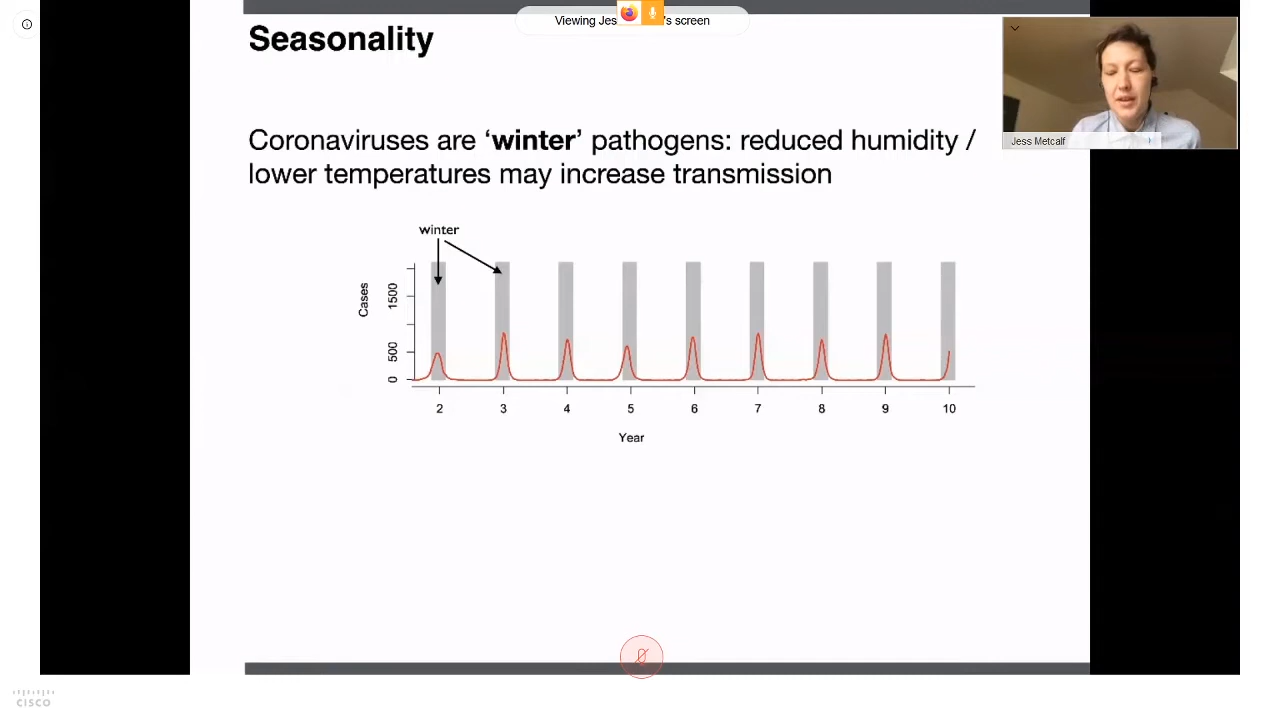 Viewing Jes
's screen
Seasonality
Jess Metcalf
Coronaviruses are ‘winter’ pathogens: reduced humidity /
lower temperatures may increase transmission
winter
Cases
1500
500
0
2 3 4 5 6 7 8 9 10
Year
cisco